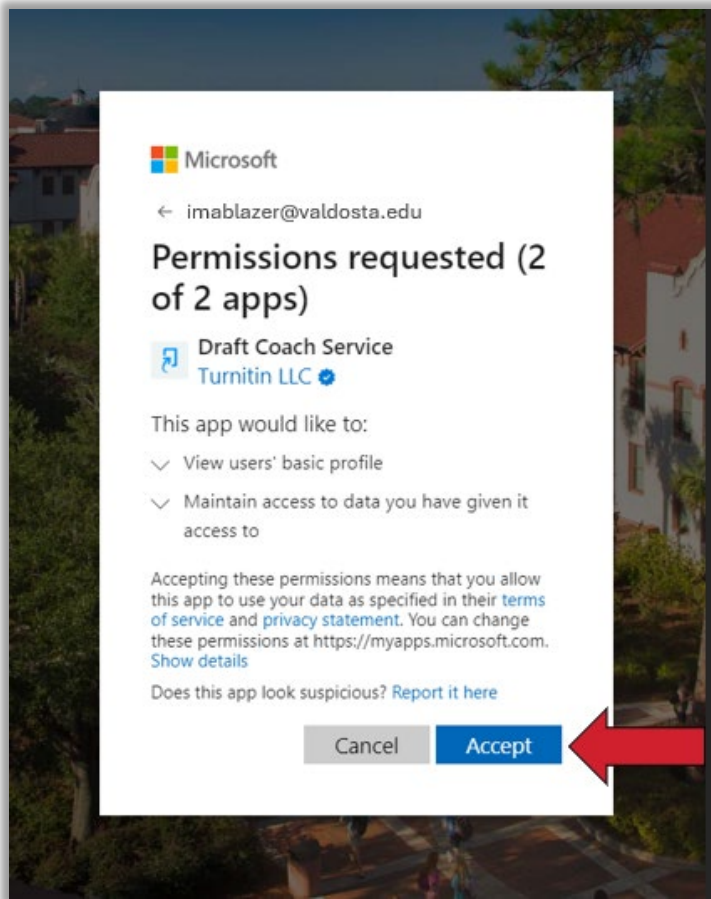 Microsoft
← imablazer@valdosta.edu
Permissions requested (2
of 2 apps)
Draft Coach Service
Turnitin LLC
This app would like to:
View users' basic profile
Maintain access to data you have given it
access to
Accepting these permissions means that you allow
this app to use your data as specified in their terms
of service and privacy statement. You can change
these permissions at https://myapps.microsoft.com.
Show details
Does this app look suspicious? Report it here
Cancel Accept